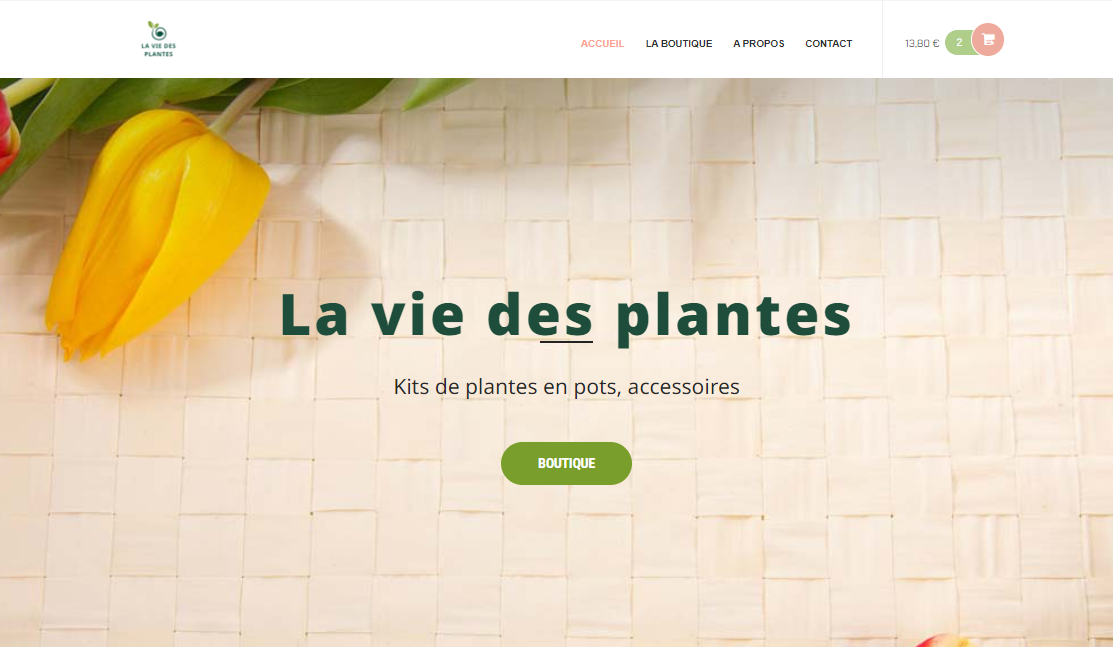 LA VIE DES
PLANTES
ACCUEIL
LA BOUTIQUE
A PROPOS
CONTACT
13,80 €
2
La vie des plantes
Kits de plantes en pots, accessoires
BOUTIQUE